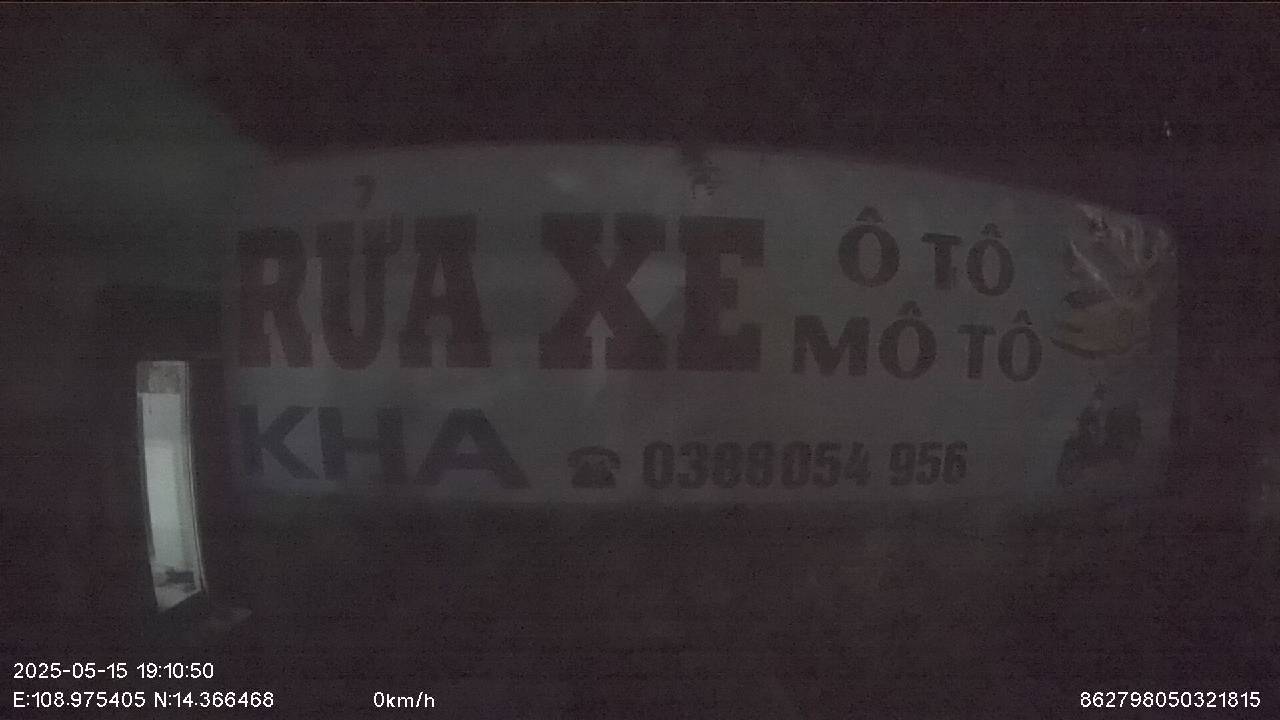 RỬA XE
Ô TÔ
MÔ TÔ
KHA
☎ 0388054 956
2025-05-15 19:10:50
E:108.975405 N:14.366468 0km/h 862798050321815